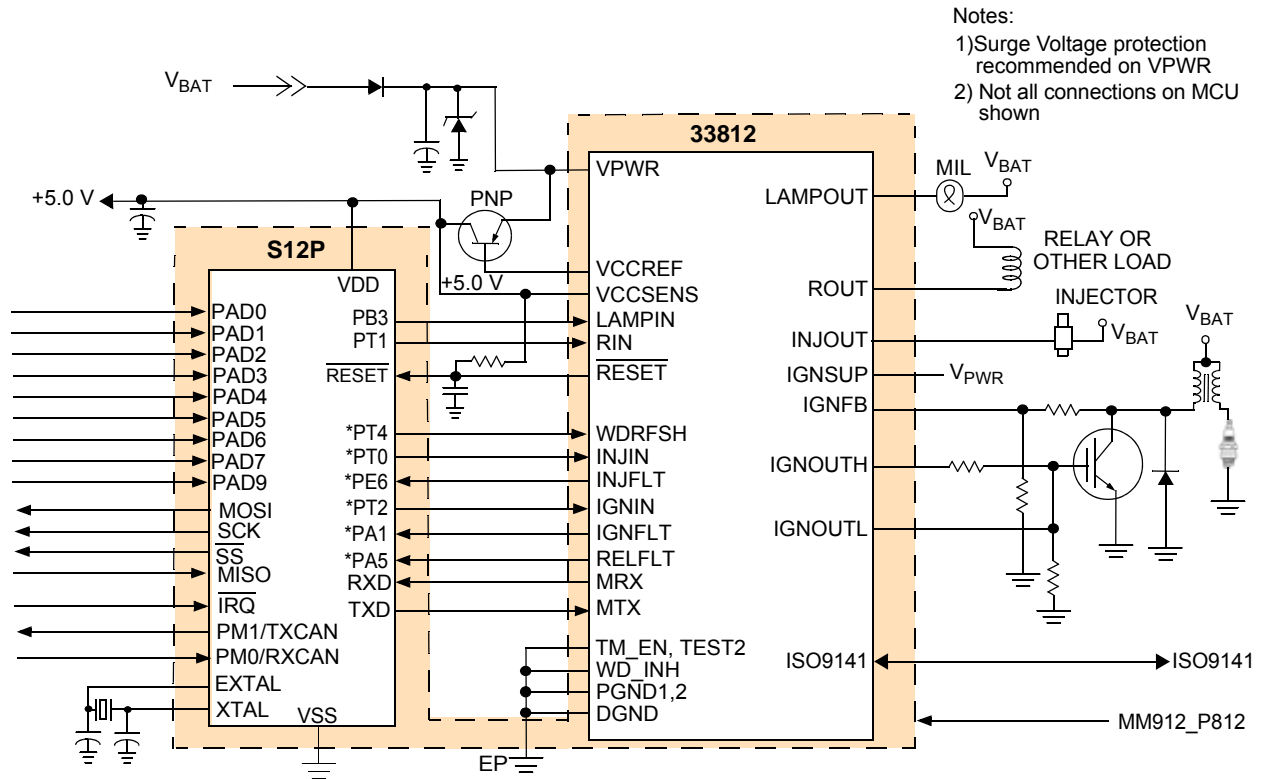 Notes:
1)Surge Voltage protection
recommended on VPWR
2) Not all connections on MCU
shown
VBAT
33812
VPWR
LAMPOUT
MIL
VBAT
+5.0 V
PNP
VBAT
RELAY OR
OTHER LOAD
S12P
VDD
+5.0 V
VCCREF
VCCSENS
ROUT
INJECTOR
PAD0
PAD1
PAD2
PAD3
PAD4
PAD5
PAD6
PAD7
PAD9
MOSI
SCK
SS
MISO
IRQ
PM1/TXCAN
PM0/RXCAN
EXTAL
XTAL
VSS
PB3
PT1
RESET
*PT4
*PT0
*PE6
*PT2
*PA1
*PA5
RXD
TXD
LAMPIN
RIN
RESET
WDRFSH
INJIN
INJFLT
IGNIN
IGNFLT
RELFLT
MRX
MTX
TM_EN, TEST2
WD_INH
PGND1,2
DGND
EP
INJOUT
VBAT
VBAT
IGNSUP
VPWR
IGNFB
IGNOUTH
IGNOUTL
ISO9141
ISO9141
MM912_P812